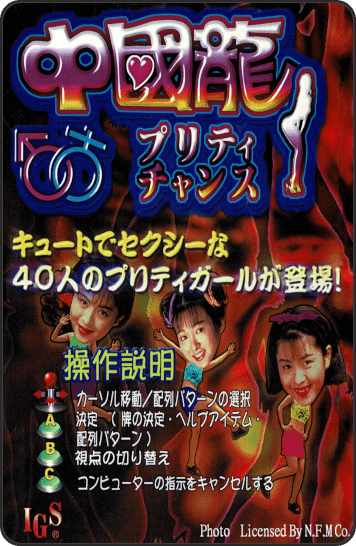 中國龍
プリティ
チャンス
キュートでセクシーな
40人のプリティガールが登場!
操作説明
カーソル移動/配列パターンの選択
A 決定 ( 牌の決定・ヘルプアイテム・
配列パターン )
B 視点の切り替え
C コンピューターの指示をキャンセルする
IGS®
Photo Licensed By N.F.M Co.